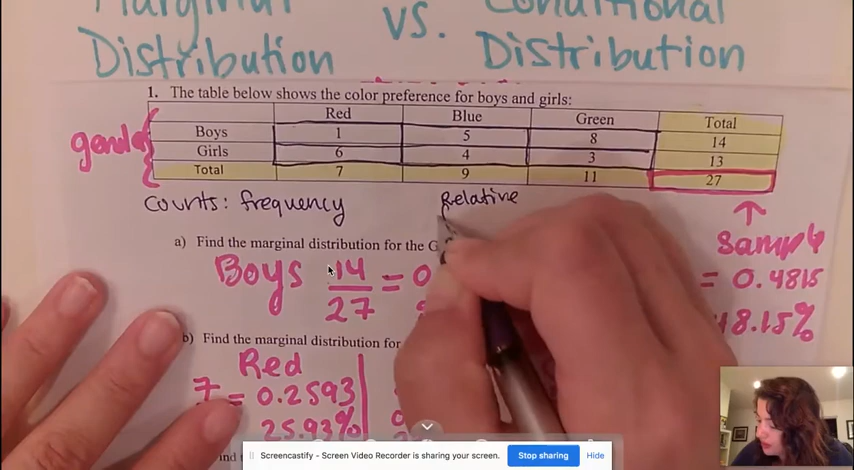 Marginal
vs.
Conditional
Distribution
Distribution
1. The table below shows the color preference for boys and girls:
Red Blue Green Total
Boys 1 5 8 14
Girls 6 4 3 13
Total 7 9 11 27
gender
counts: frequency
Relative
sample
a) Find the marginal distribution for the G
Boys 14/27 = 0
= 0.4815
48.15%
b) Find the marginal distribution for
Red
7 = 0.2593
25.93%
Screencastify - Screen Video Recorder is sharing your screen.
Stop sharing
Hide